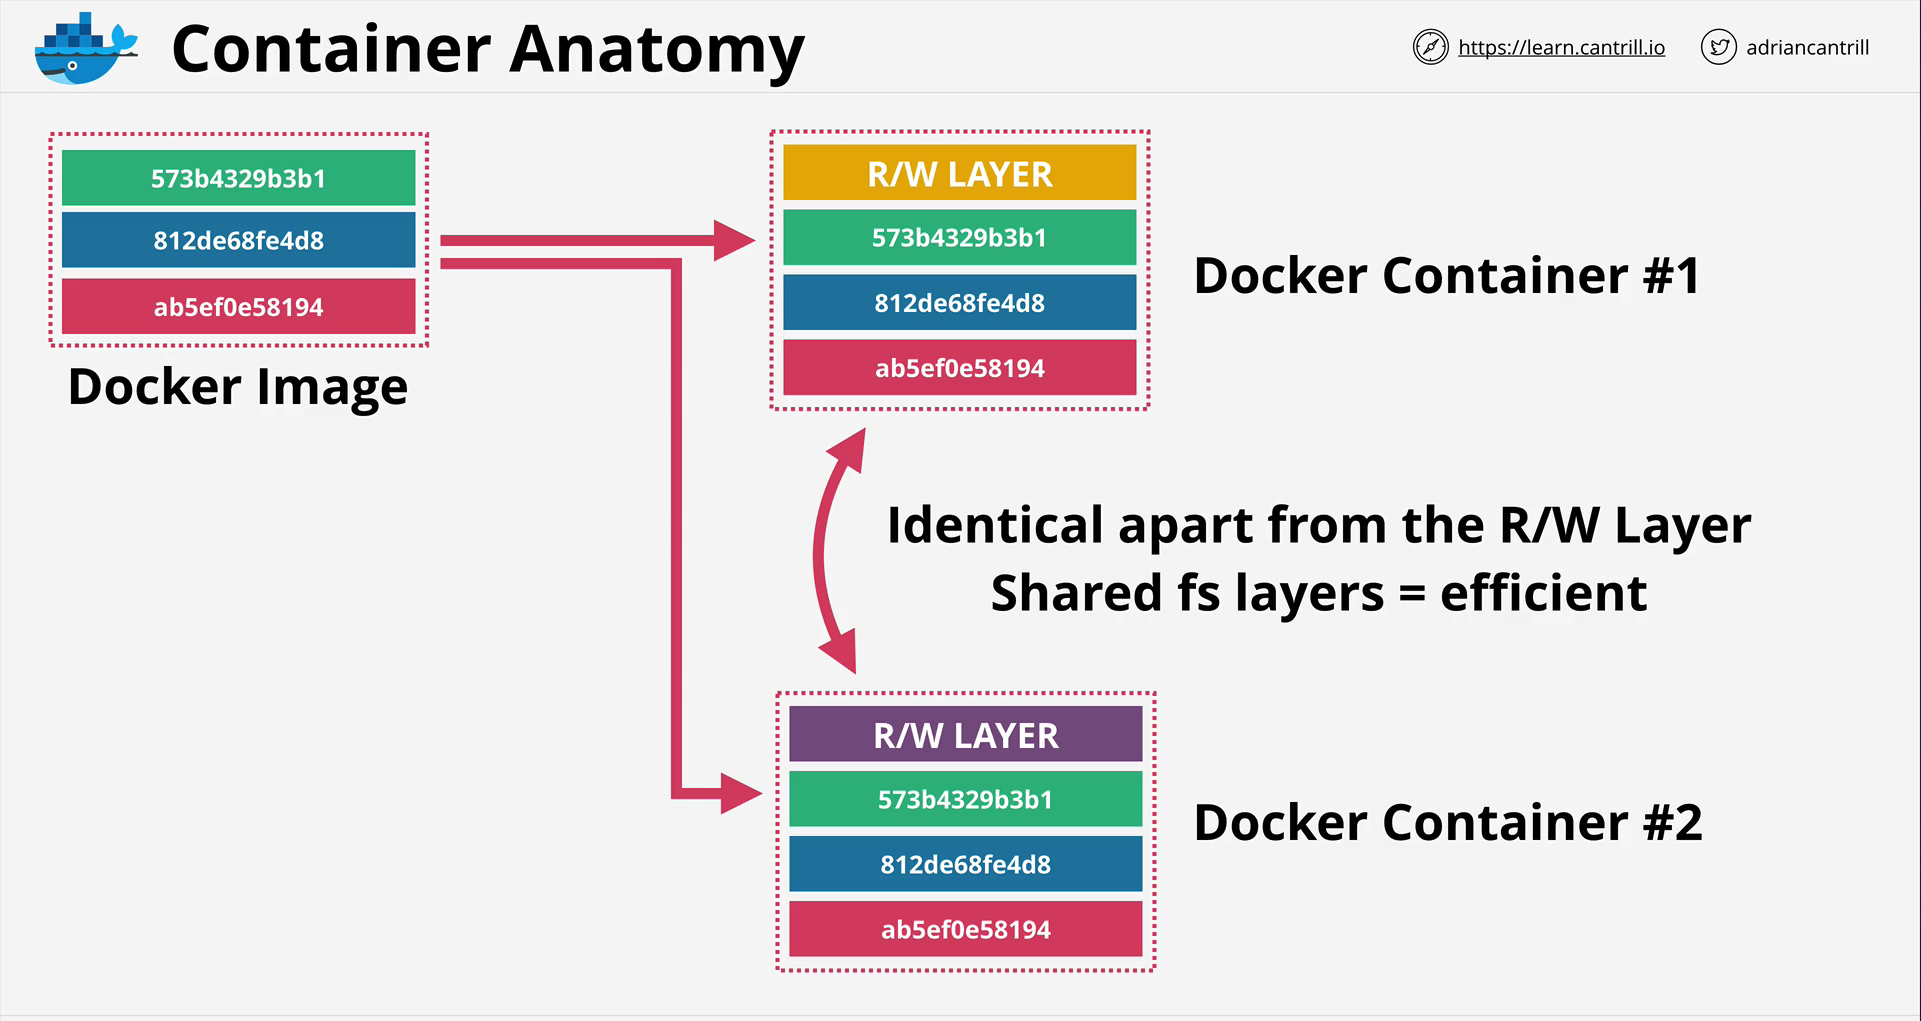 Container Anatomy
https://learn.cantrill.io
adriancantrill
573b4329b3b1
812de68fe4d8
ab5ef0e58194
Docker Image
R/W LAYER
573b4329b3b1
812de68fe4d8
ab5ef0e58194
Docker Container #1
Identical apart from the R/W Layer
Shared fs layers = efficient
R/W LAYER
573b4329b3b1
812de68fe4d8
ab5ef0e58194
Docker Container #2